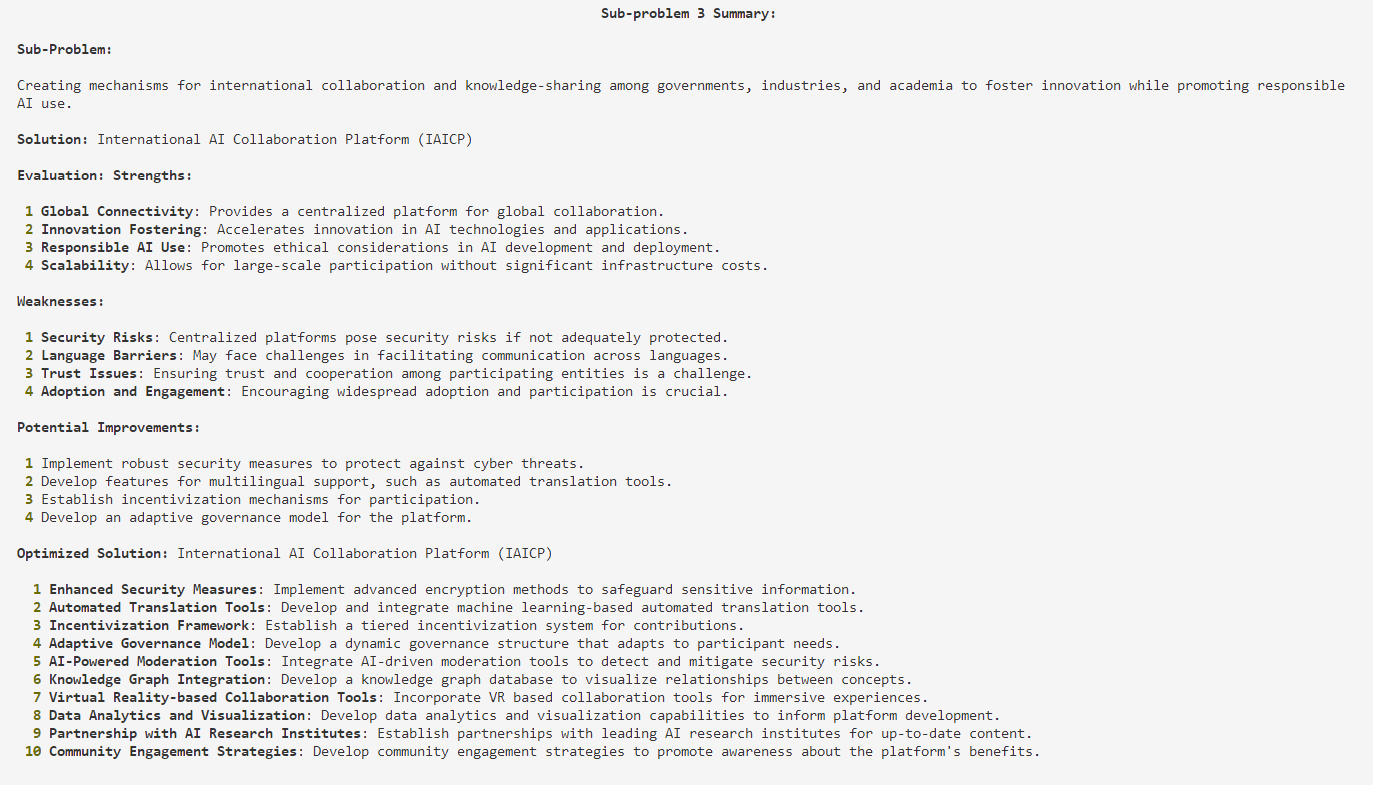 Sub-problem 3 Summary:
Sub-Problem:
Creating mechanisms for international collaboration and knowledge-sharing among governments, industries, and academia to foster innovation while promoting responsible
AI use.
Solution: International AI Collaboration Platform (IAICP)
Evaluation: Strengths:
1 Global Connectivity: Provides a centralized platform for global collaboration.
2 Innovation Fostering: Accelerates innovation in AI technologies and applications.
3 Responsible AI Use: Promotes ethical considerations in AI development and deployment.
4 Scalability: Allows for large-scale participation without significant infrastructure costs.
Weaknesses:
1 Security Risks: Centralized platforms pose security risks if not adequately protected.
2 Language Barriers: May face challenges in facilitating communication across languages.
3 Trust Issues: Ensuring trust and cooperation among participating entities is a challenge.
4 Adoption and Engagement: Encouraging widespread adoption and participation is crucial.
Potential Improvements:
1 Implement robust security measures to protect against cyber threats.
2 Develop features for multilingual support, such as automated translation tools.
3 Establish incentivization mechanisms for participation.
4 Develop an adaptive governance model for the platform.
Optimized Solution: International AI Collaboration Platform (IAICP)
1 Enhanced Security Measures: Implement advanced encryption methods to safeguard sensitive information.
2 Automated Translation Tools: Develop and integrate machine learning-based automated translation tools.
3 Incentivization Framework: Establish a tiered incentivization system for contributions.
4 Adaptive Governance Model: Develop a dynamic governance structure that adapts to participant needs.
5 AI-Powered Moderation Tools: Integrate AI-driven moderation tools to detect and mitigate security risks.
6 Knowledge Graph Integration: Develop a knowledge graph database to visualize relationships between concepts.
7 Virtual Reality-based Collaboration Tools: Incorporate VR based collaboration tools for immersive experiences.
8 Data Analytics and Visualization: Develop data analytics and visualization capabilities to inform platform development.
9 Partnership with AI Research Institutes: Establish partnerships with leading AI research institutes for up-to-date content.
10 Community Engagement Strategies: Develop community engagement strategies to promote awareness about the platform's benefits.